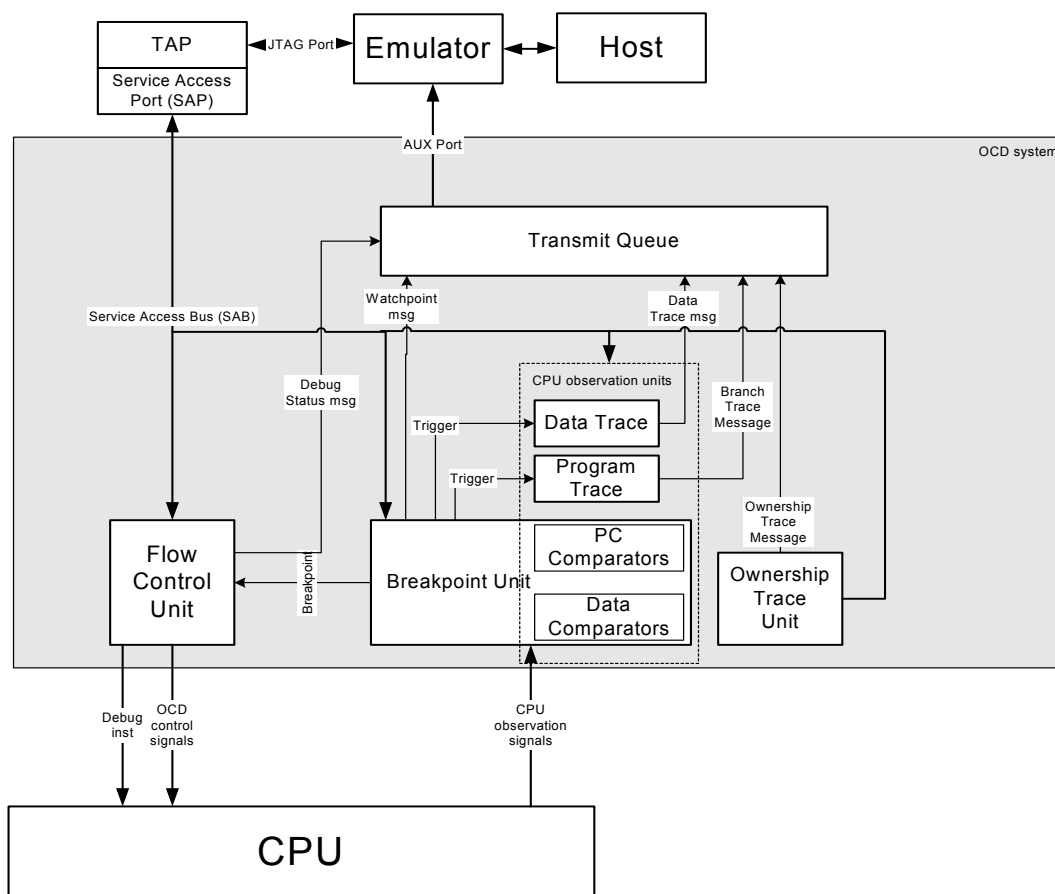 TAP
JTAG Port
Emulator
Host
Service Access
Port (SAP)
AUX Port
OCD system
Transmit Queue
Watchpoint
msg
Data
Trace msg
Service Access Bus (SAB)
CPU observation units
Debug
Status msg
Branch
Trace
Message
Trigger
Data Trace
Trigger
Program
Trace
Ownership
Trace
Message
Flow
Control
Unit
Breakpoint
Breakpoint Unit
PC
Comparators
Data
Comparators
Ownership
Trace
Unit
Debug
inst
OCD
control
signals
CPU
observation
signals
CPU